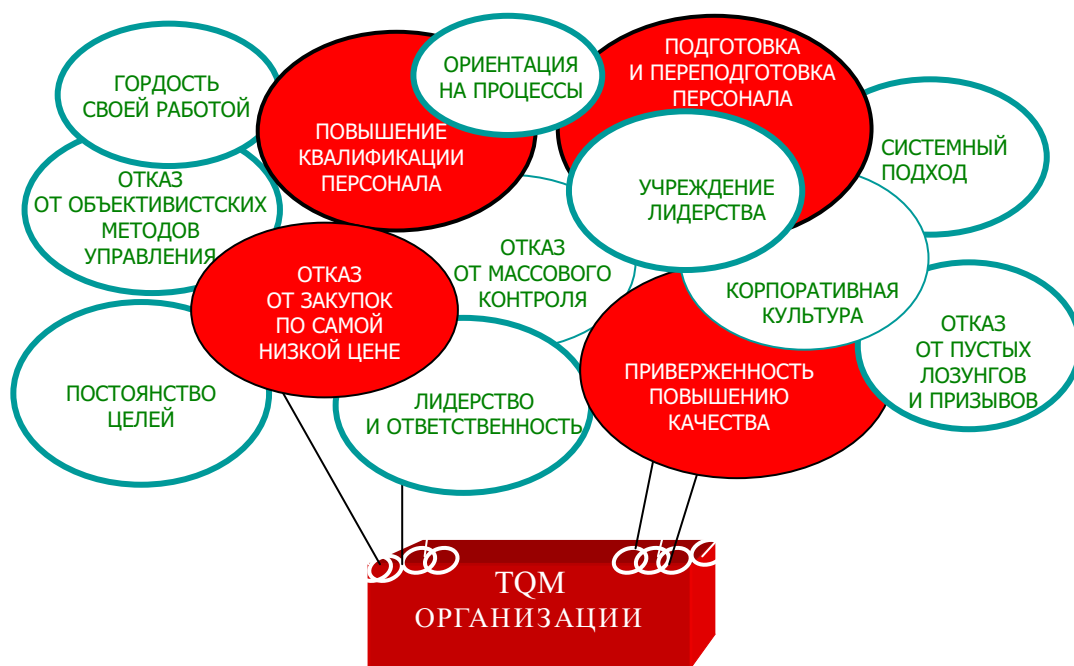 ГОРДОСТЬ
СВОЕЙ РАБОТОЙ
ОРИЕНТАЦИЯ
НА ПРОЦЕССЫ
ПОДГОТОВКА
И ПЕРЕПОДГОТОВКА
ПЕРСОНАЛА
ПОВЫШЕНИЕ
КВАЛИФИКАЦИИ
ПЕРСОНАЛА
СИСТЕМНЫЙ
ПОДХОД
ОТКАЗ
ОТ ОБЪЕКТИВИСТСКИХ
МЕТОДОВ
УПРАВЛЕНИЯ
УЧРЕЖДЕНИЕ
ЛИДЕРСТВА
ОТКАЗ
ОТ МАССОВОГО
КОНТРОЛЯ
ОТКАЗ
ОТ ЗАКУПОК
ПО САМОЙ
НИЗКОЙ ЦЕНЕ
КОРПОРАТИВНАЯ
КУЛЬТУРА
ОТКАЗ
ОТ ПУСТЫХ
ЛОЗУНГОВ
И ПРИЗЫВОВ
ПОСТОЯНСТВО
ЦЕЛЕЙ
ЛИДЕРСТВО
И ОТВЕТСТВЕННОСТЬ
ПРИВЕРЖЕННОСТЬ
ПОВЫШЕНИЮ
КАЧЕСТВА
TQM
ОРГАНИЗАЦИИ